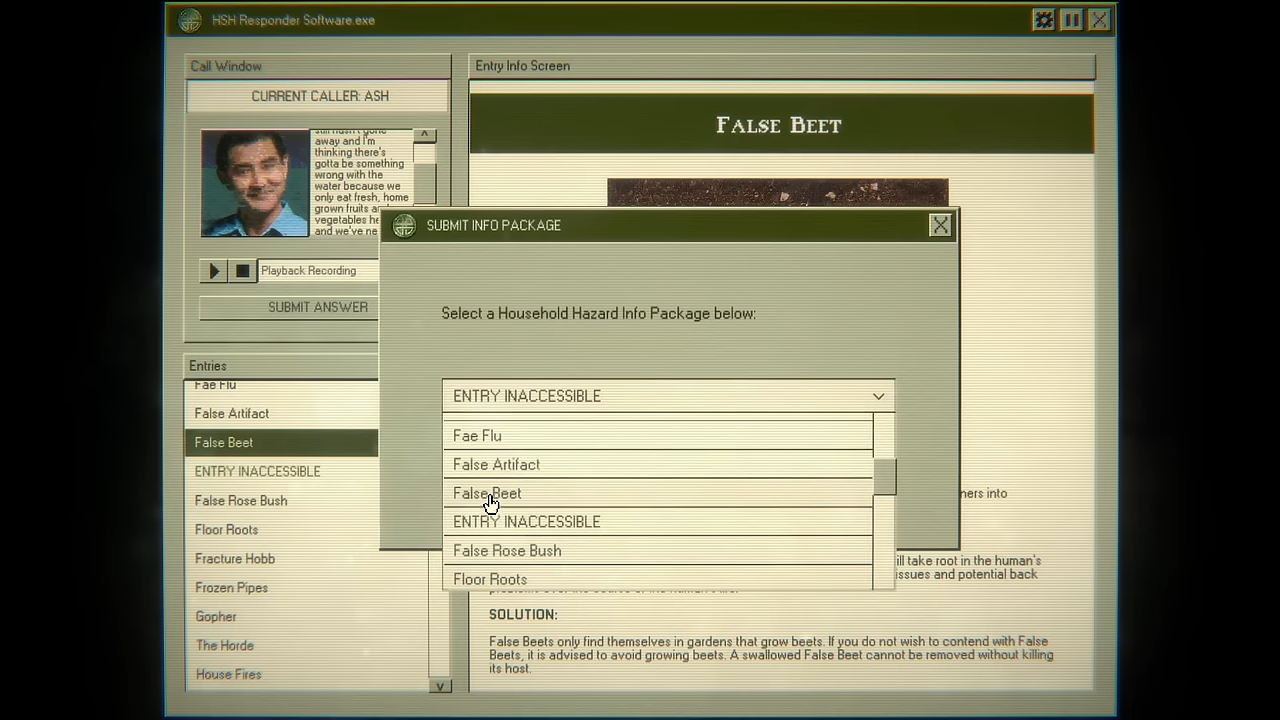 HSH Responder Software.exe
Call Window
CURRENT CALLER: ASH
away and I'm
thinking there's
gotta be something
wrong with the
water because we
only eat fresh, home
grown fruits
vegetables
and we've
Playback Recording
SUBMIT ANSWER
Entries
Fae Flu
False Artifact
False Beet
ENTRY INACCESSIBLE
False Rose Bush
Floor Roots
Fracture Hobb
Frozen Pipes
Gopher
The Horde
House Fires
Entry Info Screen
False Beet
SUBMIT INFO PACKAGE
Select a Household Hazard Info Package below:
ENTRY INACCESSIBLE
Fae Flu
False Artifact
False Beet
ENTRY INACCESSIBLE
False Rose Bush
Floor Roots
into
will take root in the human's
issues and potential back
SOLUTION:
False Beets only find themselves in gardens that grow beets. If you do not wish to contend with False
Beets, it is advised to avoid growing beets. A swallowed False Beet cannot be removed without killing
its host.